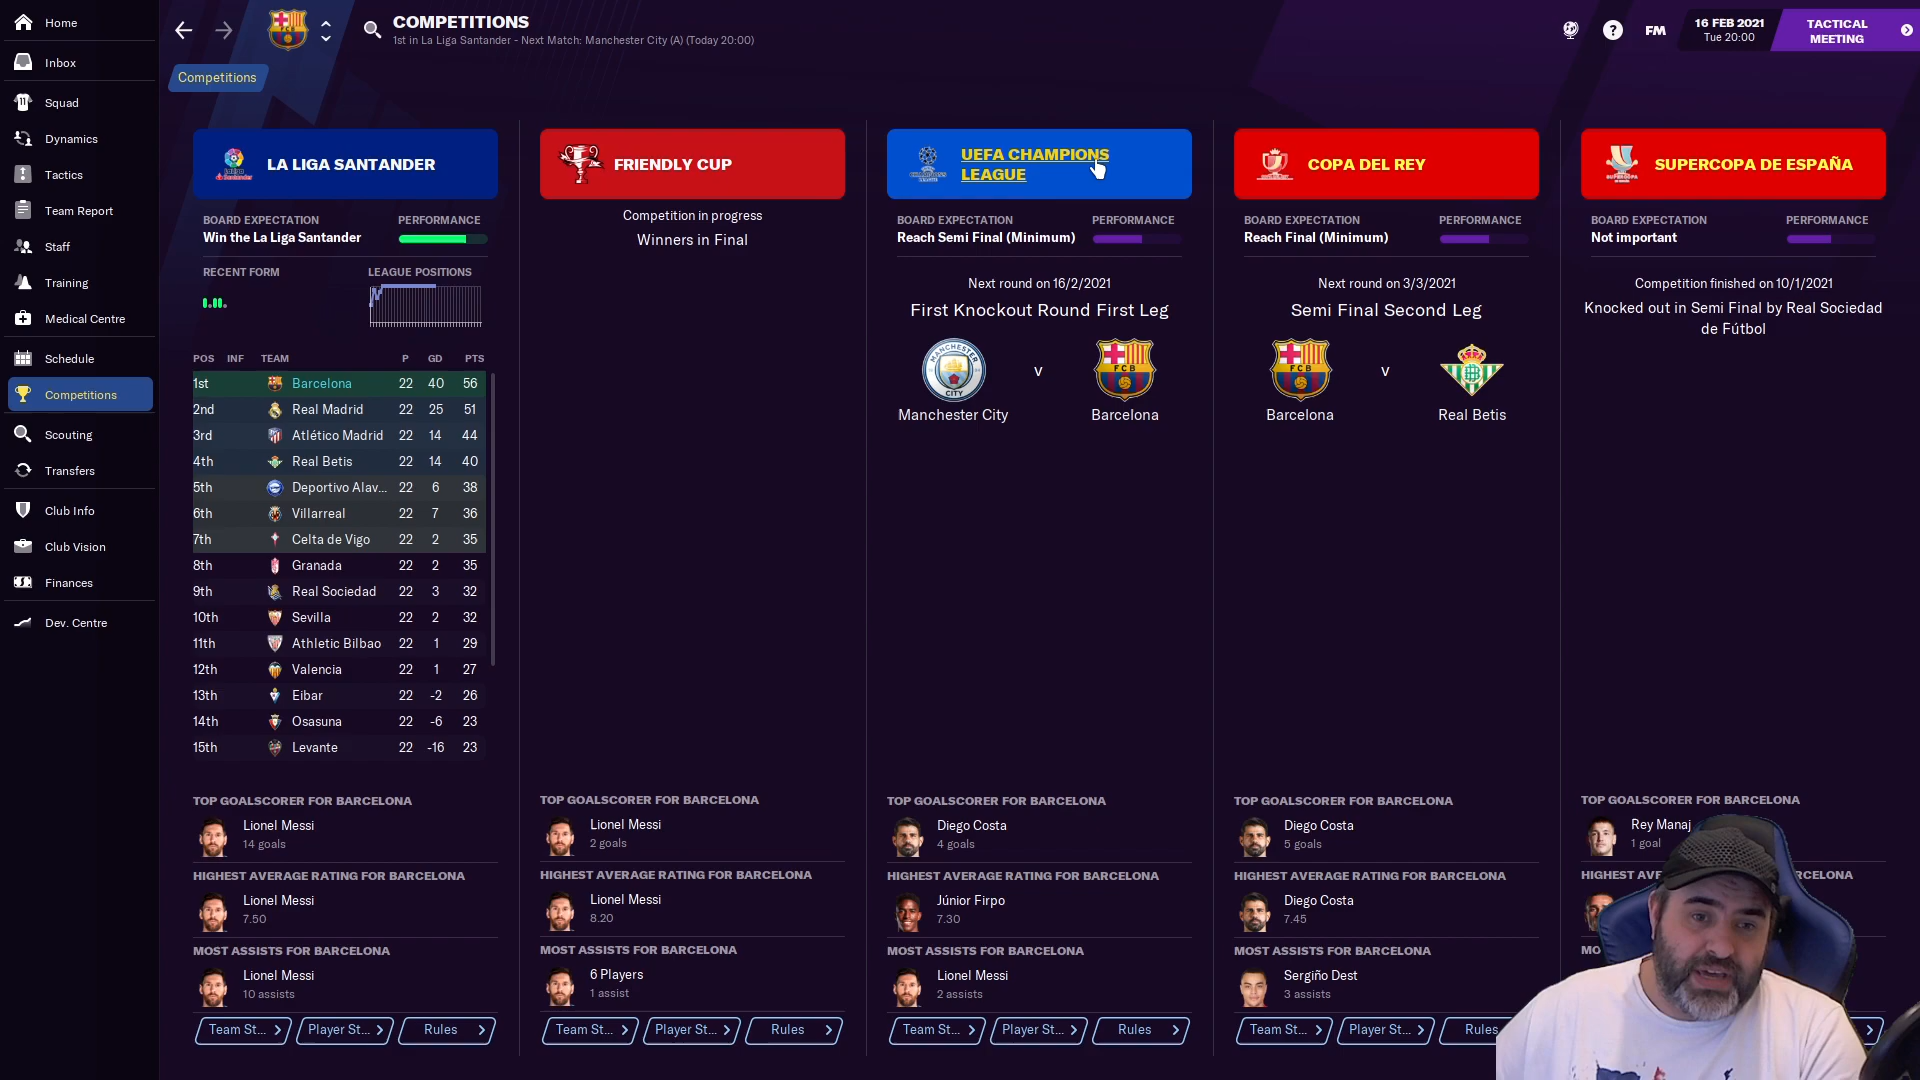 Home
Inbox
Squad
Dynamics
Tactics
Team Report
Staff
Training
Medical Centre
Schedule
Competitions
Scouting
Transfers
Club Info
Club Vision
Finances
Dev. Centre
COMPETITIONS
1st in La Liga Santander - Next Match: Manchester City (A) (Today 20:00)
FM
16 FEB 2021
Tue 20:00
TACTICAL
MEETING
Competitions
LA LIGA SANTANDER
BOARD EXPECTATION PERFORMANCE
Win the La Liga Santander
RECENT FORM LEAGUE POSITIONS
POS INF TEAM P GD PTS
1st Barcelona 22 40 56
2nd Real Madrid 22 25 51
3rd Atlético Madrid 22 14 44
4th Real Betis 22 14 40
5th Deportivo Alav... 22 6 38
6th Villarreal 22 7 36
7th Celta de Vigo 22 2 35
8th Granada 22 2 35
9th Real Sociedad 22 3 32
10th Sevilla 22 2 32
11th Athletic Bilbao 22 1 29
12th Valencia 22 1 27
13th Eibar 22 -2 26
14th Osasuna 22 -6 23
15th Levante 22 -16 23
TOP GOALSCORER FOR BARCELONA
Lionel Messi
14 goals
HIGHEST AVERAGE RATING FOR BARCELONA
Lionel Messi
7.50
MOST ASSISTS FOR BARCELONA
Lionel Messi
10 assists
Team St... Player St... Rules
FRIENDLY CUP
Competition in progress
Winners in Final
TOP GOALSCORER FOR BARCELONA
Lionel Messi
2 goals
HIGHEST AVERAGE RATING FOR BARCELONA
Lionel Messi
8.20
MOST ASSISTS FOR BARCELONA
6 Players
1 assist
Team St... Player St... Rules
UEFA CHAMPIONS
LEAGUE
BOARD EXPECTATION PERFORMANCE
Reach Semi Final (Minimum)
Next round on 16/2/2021
First Knockout Round First Leg
v
Manchester City Barcelona
TOP GOALSCORER FOR BARCELONA
Diego Costa
4 goals
HIGHEST AVERAGE RATING FOR BARCELONA
Júnior Firpo
7.30
MOST ASSISTS FOR BARCELONA
Lionel Messi
2 assists
Team St... Player St... Rules
COPA DEL REY
BOARD EXPECTATION PERFORMANCE
Reach Final (Minimum)
Next round on 3/3/2021
Semi Final Second Leg
v
Barcelona Real Betis
TOP GOALSCORER FOR BARCELONA
Diego Costa
5 goals
HIGHEST AVERAGE RATING FOR BARCELONA
Diego Costa
7.45
MOST ASSISTS FOR BARCELONA
Sergiño Dest
3 assists
Team St... Player St... Rules
SUPERCOPA DE ESPAÑA
BOARD EXPECTATION PERFORMANCE
Not important
Competition finished on 10/1/2021
Knocked out in Semi Final by Real Sociedad
de Fútbol
TOP GOALSCORER FOR BARCELONA
Rey Manaj
1 goal
HIGHEST AVE RCELONA
MO